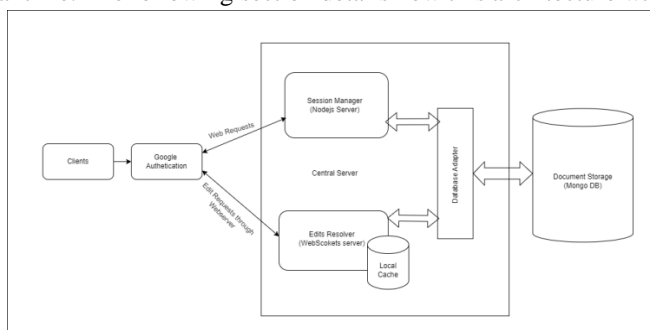 Session Manager
(Nodejs Server)
Web Requests
Clients
Google
Authetication
Central Server
Database Adapter
Document Storage
(Mongo DB)
Edit Requests through
Webserver
Edits Resolver
(WebScokets server)
Local
Cache